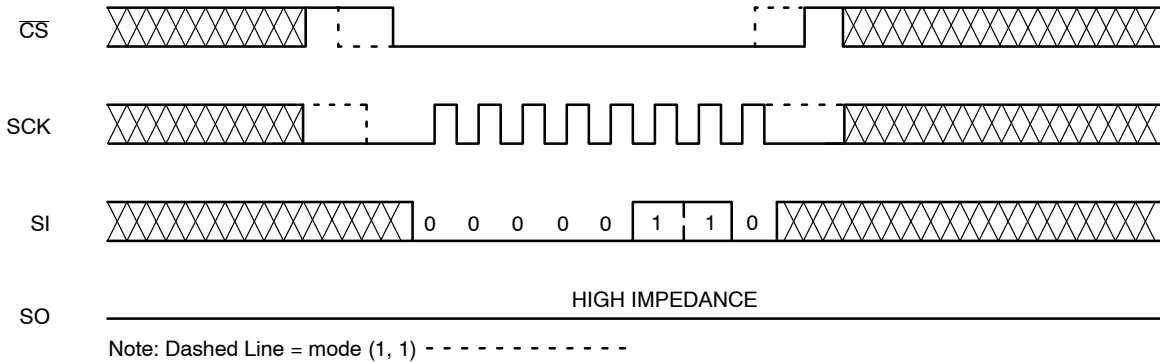 CS
SCK
SI 0 0 0 0 0 1 1 0
HIGH IMPEDANCE
SO
Note: Dashed Line = mode (1, 1) - - - - - - - - - - - -